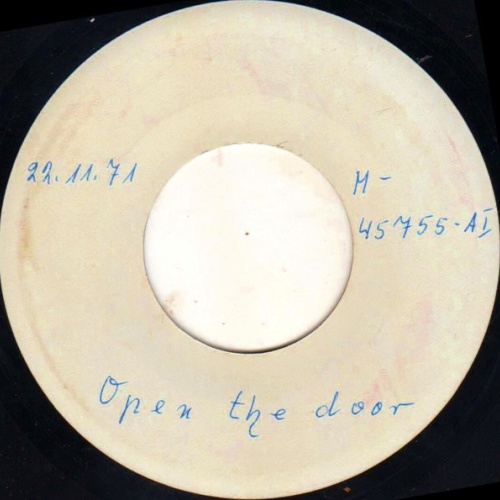 22.11.71
M-
45755-AI
Open the door